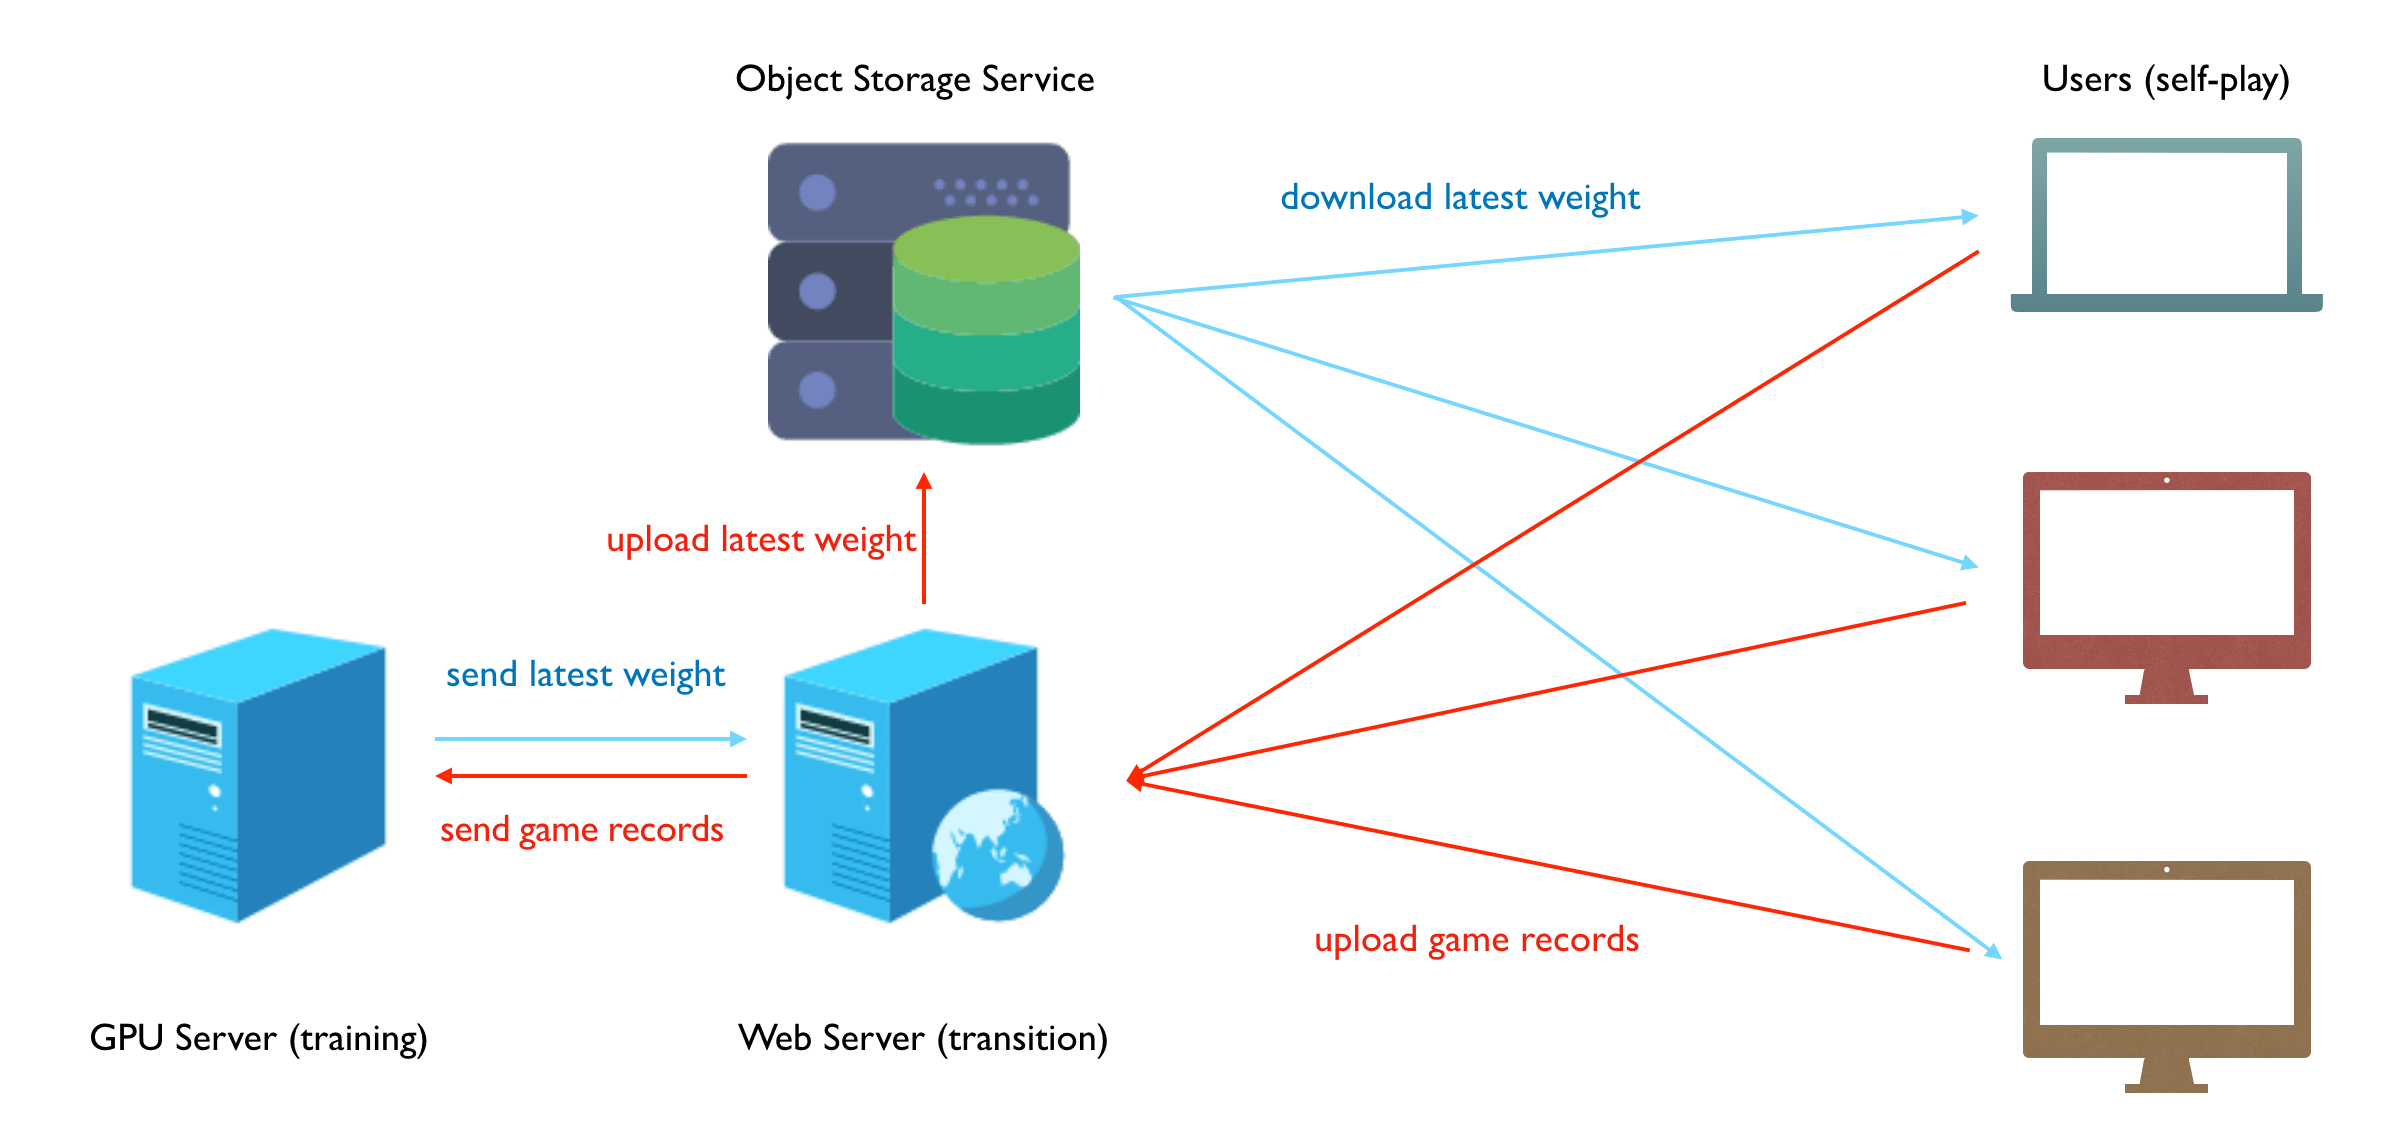 Object Storage Service
Users (self-play)
download latest weight
upload latest weight
send latest weight
send game records
upload game records
GPU Server (training)
Web Server (transition)